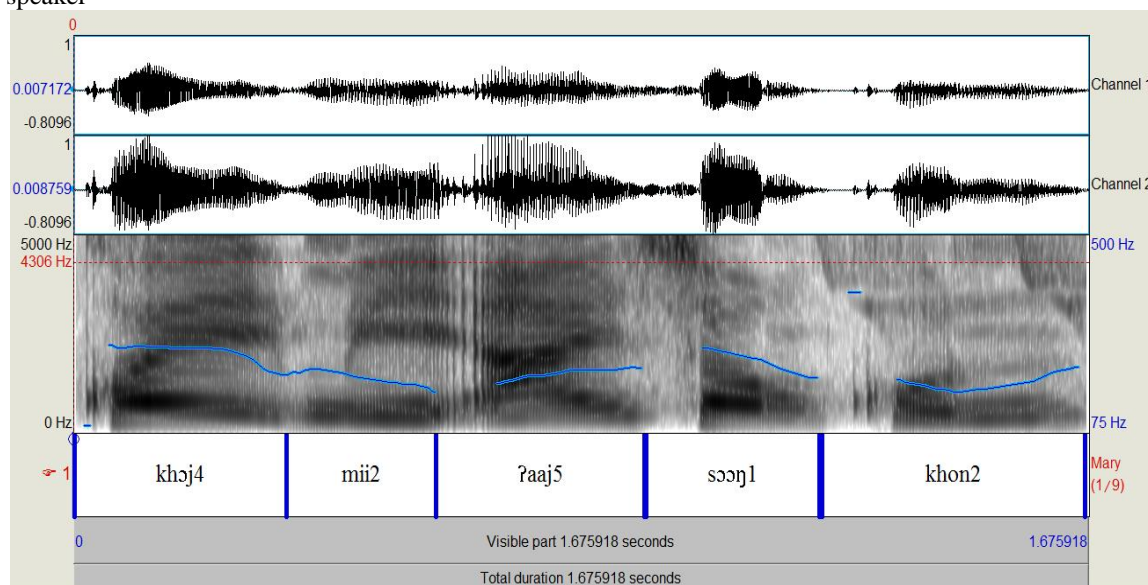 speaker
0
1
0.007172
-0.8096
Channel 1
1
0.008759
-0.8096
Channel 2
5000 Hz
4306 Hz
0 Hz
500 Hz
75 Hz
☞ 1
khɔj4 mii2 ʔaaj5 sɔɔŋ1 khon2
Mary
(1/9)
0 Visible part 1.675918 seconds 1.675918
Total duration 1.675918 seconds